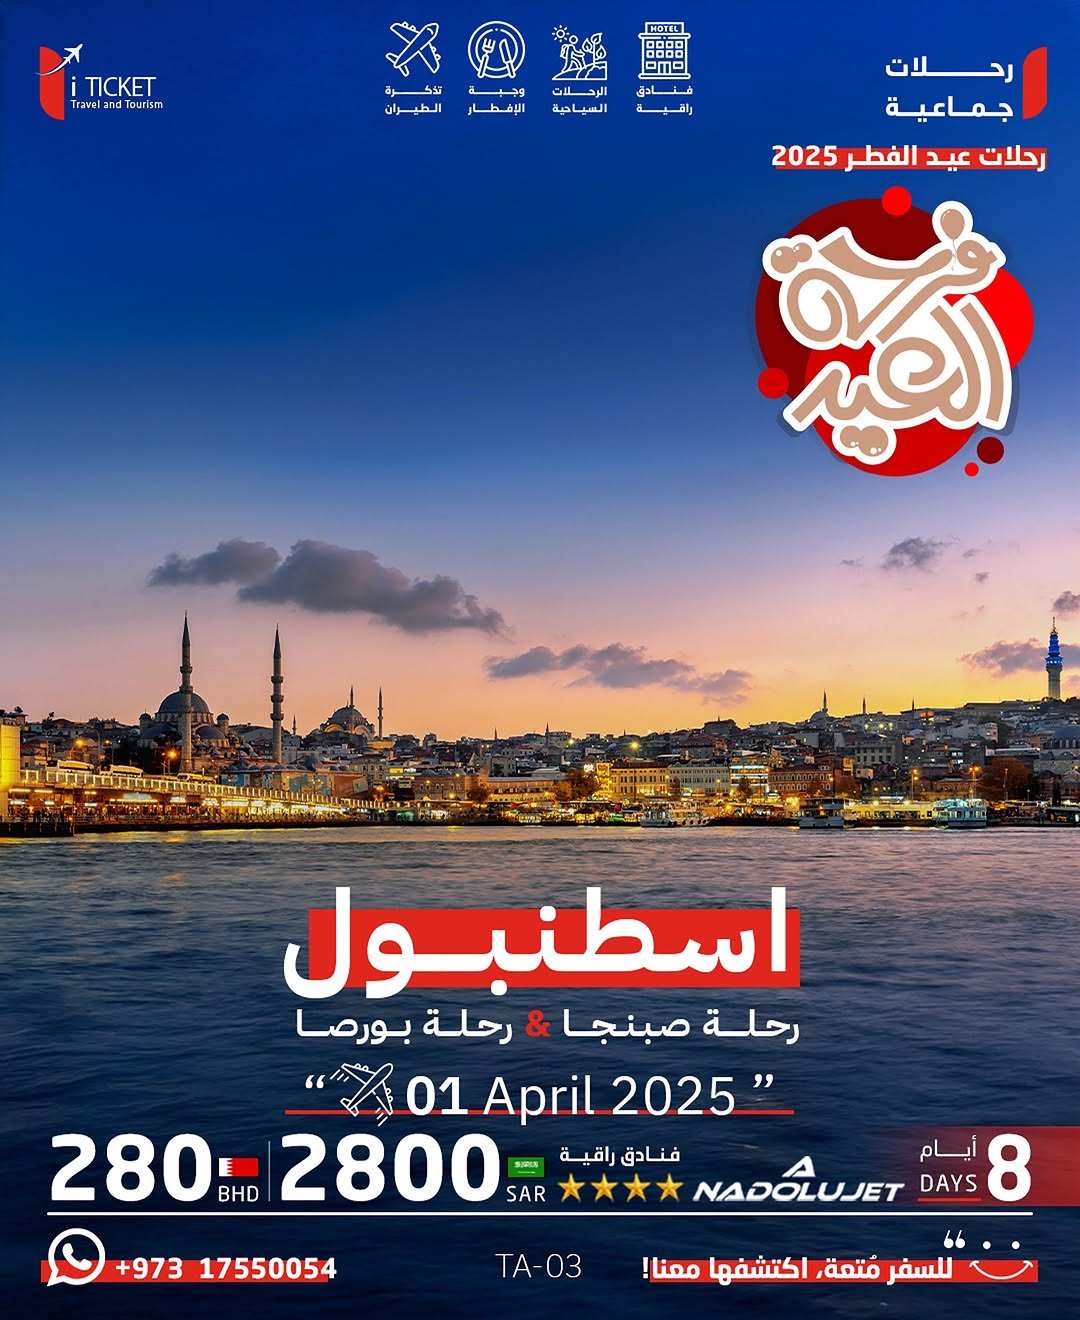 i TICKET
Travel and Tourism
تذكرة
الطيران
وجبة
الإفطار
الرحلات
السياحية
HOTEL
فنادق
راقية
رحلات
جماعية
رحلات عيد الفطر 2025
فرحة
العيد
اسطنبول
رحلة صبنجا & رحلة بورصا
“ 01 April 2025 ”
280 BHD
2800 SAR
فنادق راقية
ANADOLUJET
8 أيام
DAYS
+973 17550054
TA-03
للسفر مُتعة، اكتشفها معنا!